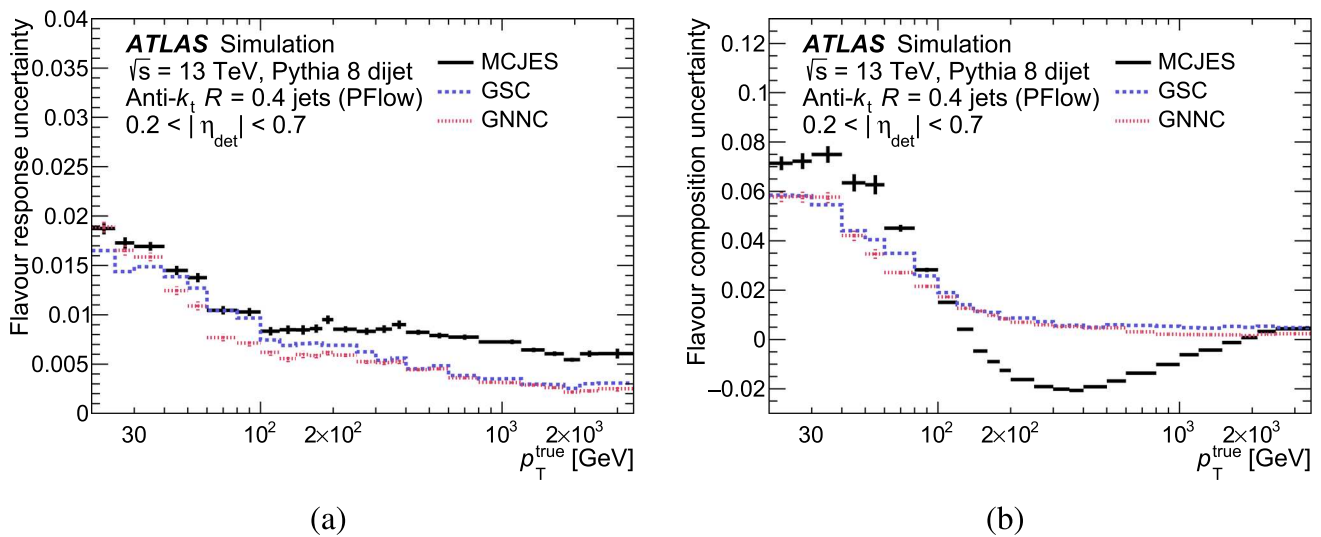 Flavour response uncertainty
0.04
0.035
0.03
0.025
0.02
0.015
0.01
0.005
0
ATLAS Simulation
√s = 13 TeV, Pythia 8 dijet
Anti-kt R = 0.4 jets (PFlow)
0.2 < | ηdet| < 0.7
MCJES
GSC
GNNC
30 10² 2×10² 10³ 2×10³
pTtrue [GeV]
(a)
Flavour composition uncertainty
0.12
0.1
0.08
0.06
0.04
0.02
0
−0.02
ATLAS Simulation
√s = 13 TeV, Pythia 8 dijet
Anti-kt R = 0.4 jets (PFlow)
0.2 < | ηdet| < 0.7
MCJES
GSC
GNNC
30 10² 2×10² 10³ 2×10³
pTtrue [GeV]
(b)